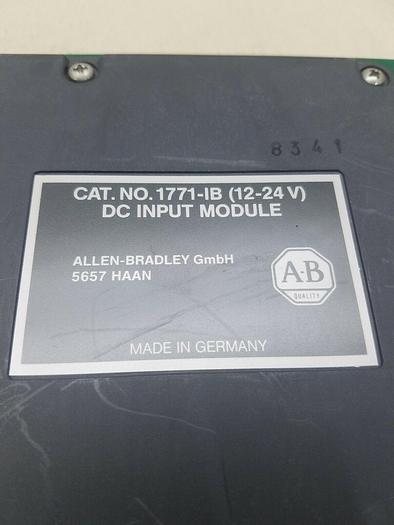 8341
CAT. NO. 1771-IB (12-24 V)
DC INPUT MODULE
ALLEN-BRADLEY GmbH
5657 HAAN
A-B
QUALITY
MADE IN GERMANY